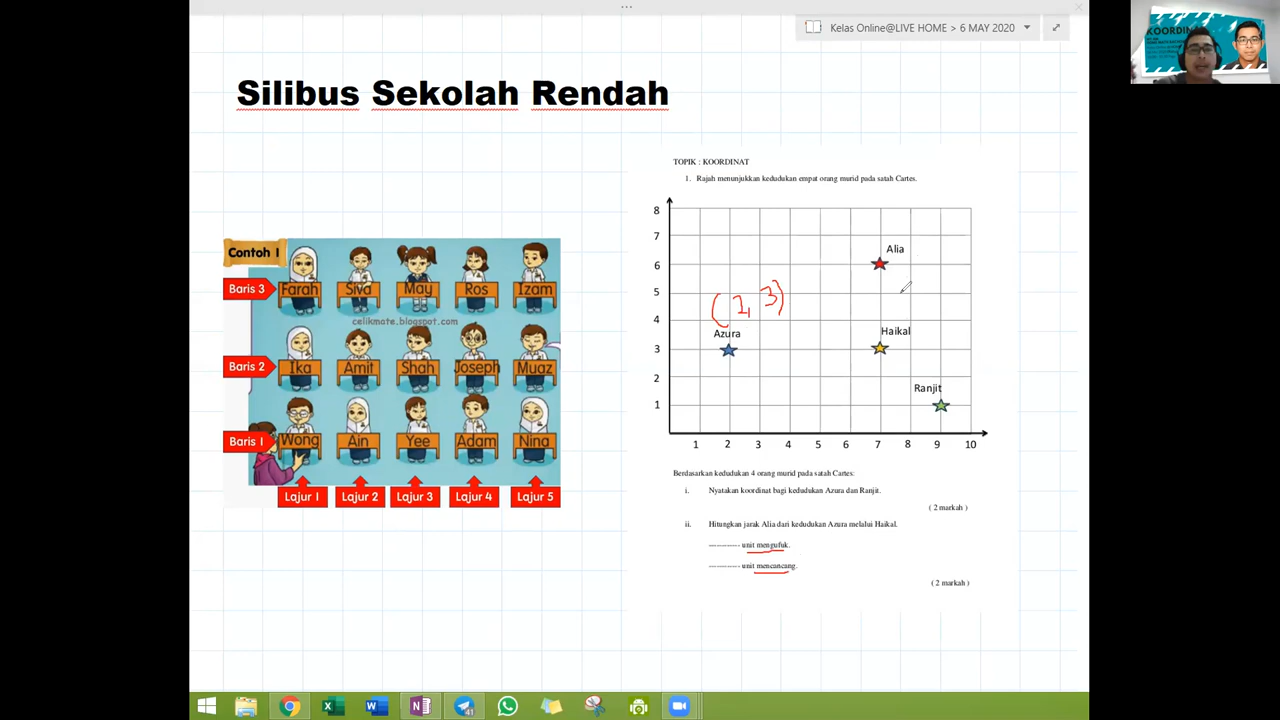 Kelas Online@LIVE HOME > 6 MAY 2020
KOORDINAT
Silibus Sekolah Rendah
Contoh 1
Baris 3
Farah Siva May Ros Izam
celikmate.blogspot.com
Baris 2
Ika Amit Shah Joseph Muaz
Baris 1
Wong Ain Yee Adam Nina
Lajur 1 Lajur 2 Lajur 3 Lajur 4 Lajur 5
TOPIK : KOORDINAT
1. Rajah menunjukkan kedudukan empat orang murid pada satah Cartes.
8
7
6
5
4
3
2
1
Alia
(2, 3)
Azura
Haikal
Ranjit
1 2 3 4 5 6 7 8 9 10
Berdasarkan kedudukan 4 orang murid pada satah Cartes:
i. Nyatakan koordinat bagi kedudukan Azura dan Ranjit.
( 2 markah )
ii. Hitungkan jarak Alia dari kedudukan Azura melalui Haikal.
----------- unit mengufuk.
----------- unit mencancang.
( 2 markah )